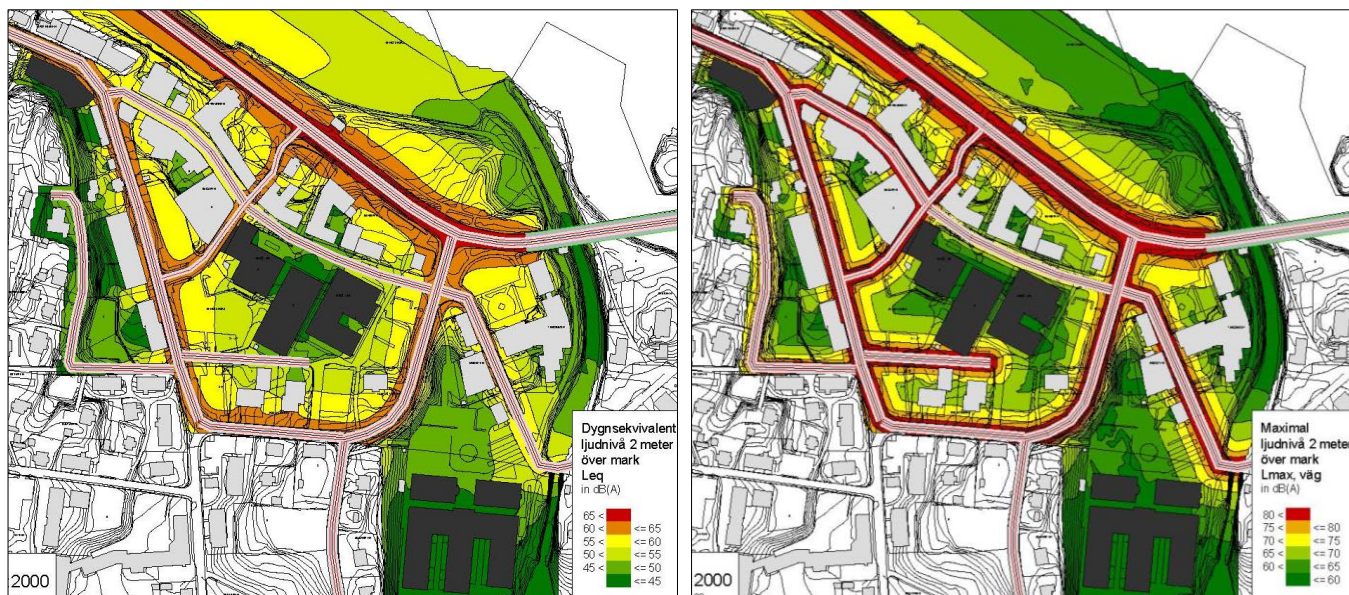 Dygnsekvivalent
ljudnivå 2 meter
över mark
Leq
in dB(A)
65 <
60 < <= 65
55 < <= 60
50 < <= 55
45 < <= 50
<= 45
2000
Maximal
ljudnivå 2 meter
över mark
Lmax, väg
in dB(A)
80 <
75 < <= 80
70 < <= 75
65 < <= 70
60 < <= 65
<= 60
2000